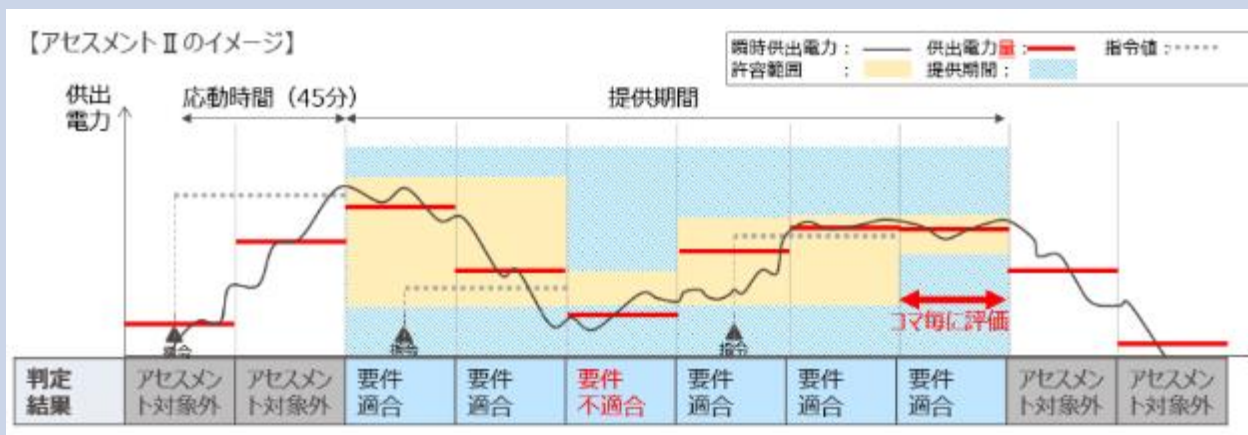 【アセスメントⅡのイメージ】
瞬時供出電力： 供出電力量： 指令値：
許容範囲 ： 提供期間：
供出
電力
応動時間（45分）
提供期間
指令
指令
指令
コマ毎に評価
判定
結果
アセスメン
ト対象外
アセスメン
ト対象外
要件
適合
要件
適合
要件
不適合
要件
適合
要件
適合
要件
適合
アセスメン
ト対象外
アセスメン
ト対象外